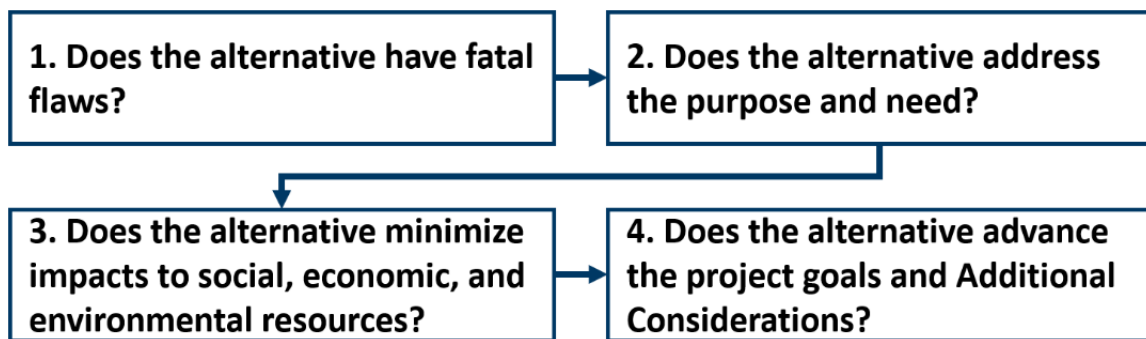 1. Does the alternative have fatal
flaws?
2. Does the alternative address
the purpose and need?
3. Does the alternative minimize
impacts to social, economic, and
environmental resources?
4. Does the alternative advance
the project goals and Additional
Considerations?